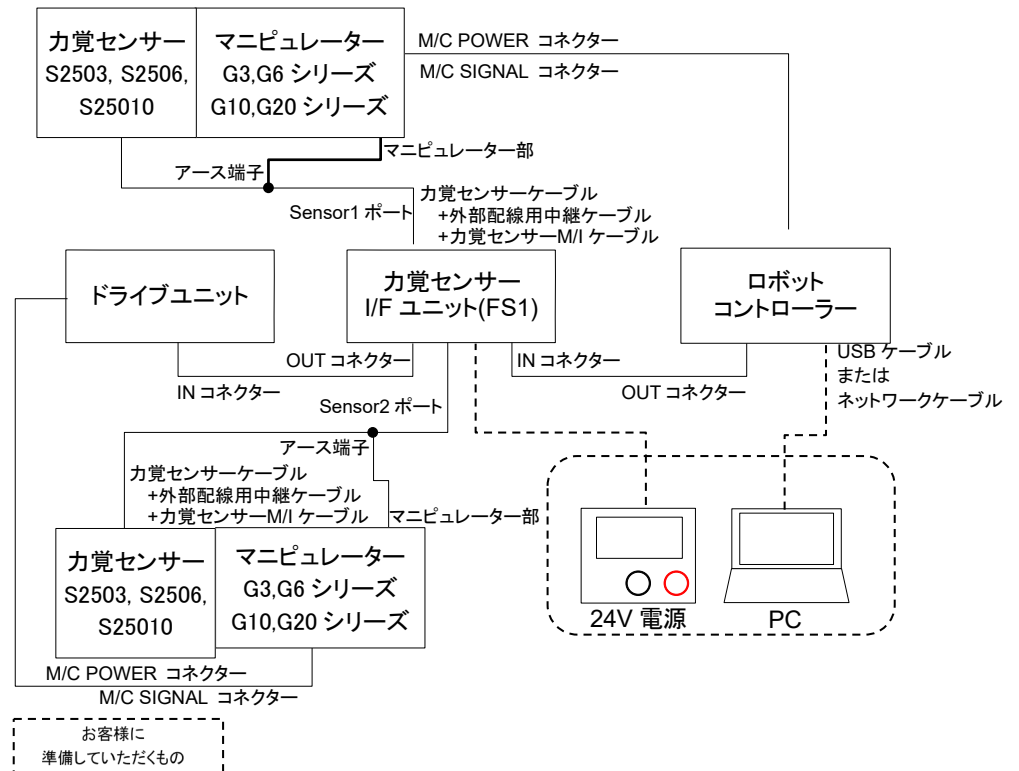 力覚センサー
S2503, S2506,
S25010
マニピュレーター
G3,G6 シリーズ
G10,G20 シリーズ
M/C POWER コネクター
M/C SIGNAL コネクター
マニピュレーター部
アース端子
Sensor1 ポート
力覚センサーケーブル
+外部配線用中継ケーブル
+力覚センサーM/I ケーブル
ドライブユニット
力覚センサー
I/F ユニット(FS1)
ロボット
コントローラー
OUT コネクター
IN コネクター
IN コネクター
OUT コネクター
USB ケーブル
または
ネットワークケーブル
Sensor2 ポート
アース端子
力覚センサーケーブル
+外部配線用中継ケーブル
+力覚センサーM/I ケーブル
マニピュレーター部
力覚センサー
S2503, S2506,
S25010
マニピュレーター
G3,G6 シリーズ
G10,G20 シリーズ
24V 電源
PC
M/C POWER コネクター
M/C SIGNAL コネクター
お客様に
準備していただくもの